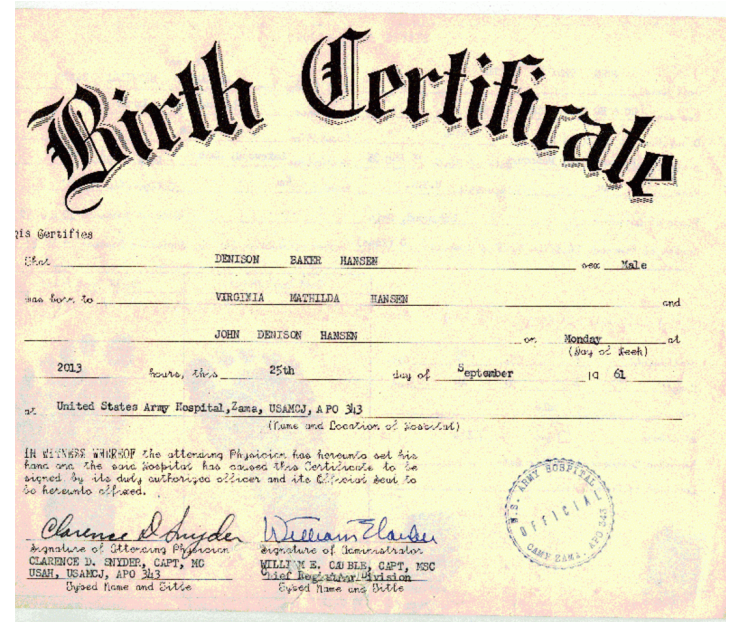 Birth Certificate
his Certifies
That DENISON BAKER HANSEN sex Male
was born to VIRGINIA MATHILDA HANSEN and
JOHN DENISON HANSEN on Monday at
(Day of Week)
2013 hours, this 25th day of September 19 61
at United States Army Hospital, Zama, USAMCJ, APO 343
(Name and Location of Hospital)
IN WITNESS WHEREOF the attending Physician has hereunto set his
hand and the said Hospital has caused this Certificate to be
signed by its duly authorized officer and its Official Seal to
be hereunto affixed.
Clarence D. Snyder William E. Cauble
Signature of Attending Physician Signature of Administrator
CLARENCE D. SNYDER, CAPT, MC WILLIAM E. CAUBLE, CAPT, MSC
USAH, USAMCJ, APO 343 Chief Registrar Division
Typed Name and Title Typed Name and Title
U.S. ARMY HOSPITAL
OFFICIAL
CAMP ZAMA, APO 343